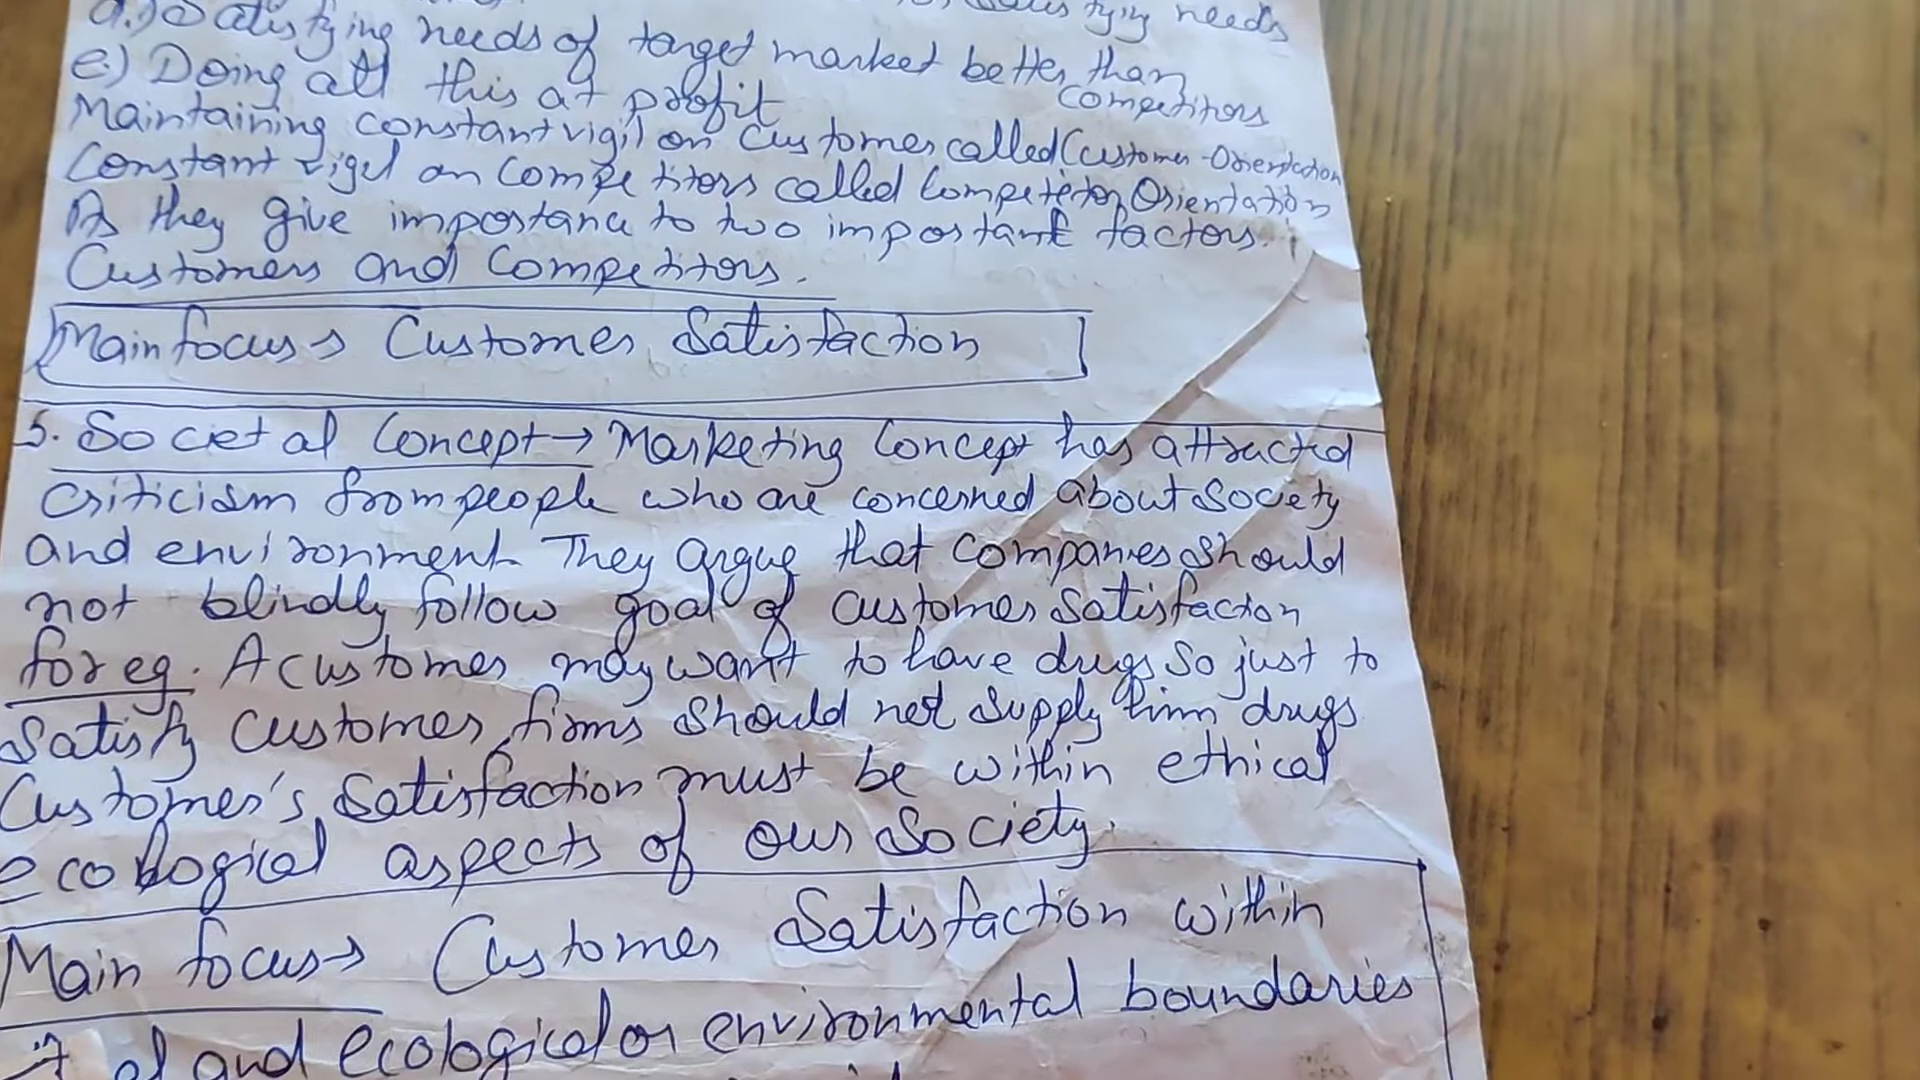 Satisfying needs
d.) Satisfying needs of target market better than competitors
e.) Doing all this at profit
Maintaining constant vigil on customer called Customer-Orientation
Constant vigel on Competitors called Competetor Orientation
As they give importance to two important factors.
Customers and Competitors.
Main focus → Customer Satisfaction
5. Societal Concept → Marketing Concept has attracted
criticism from people who are concerned about Society
and environment. They argue that companies should
not blindly follow goal of customer satisfacton
for eg. A customer may want to have drugs so just to
satisfy customer, firms should not supply him drugs.
Customer's Satisfaction must be within ethical
ecological aspects of our Society.
Main focus → Customer Satisfaction within
and ecological or environmental boundaries